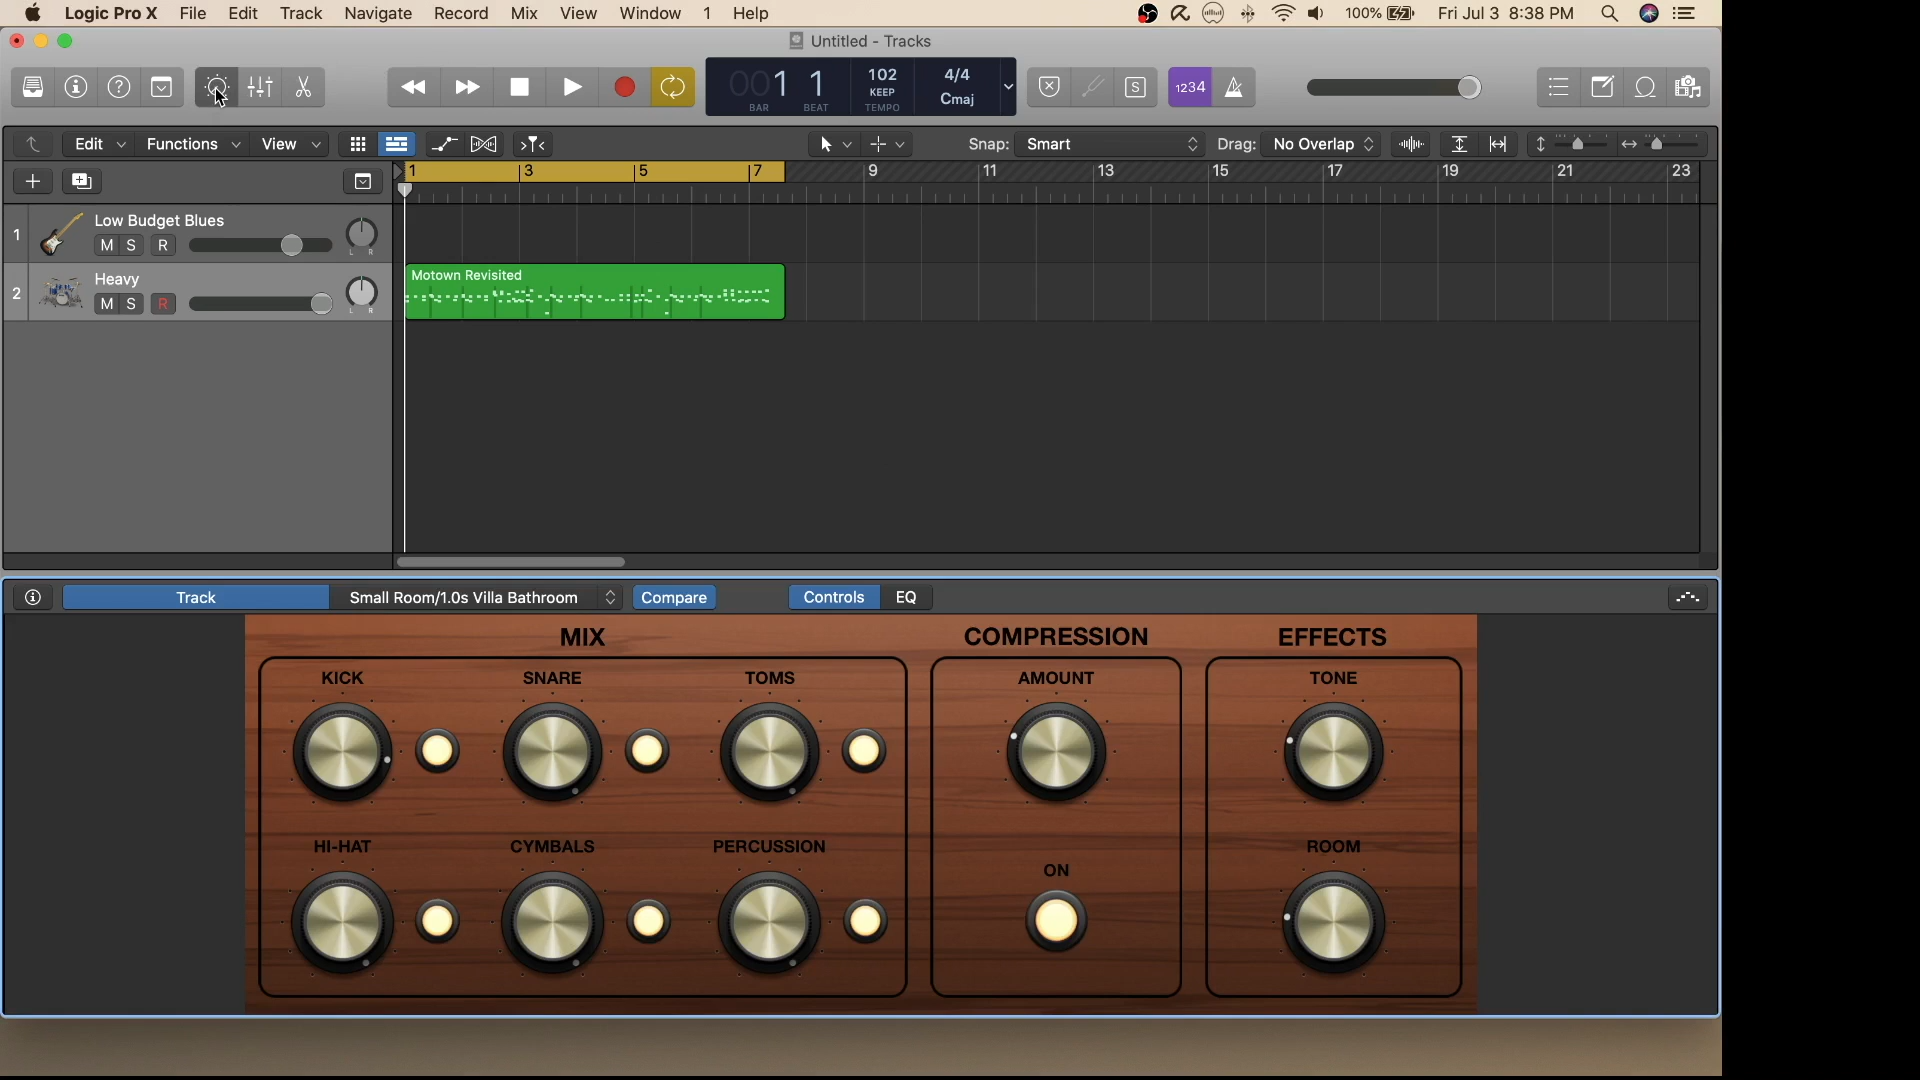 Logic Pro X File Edit Track Navigate Record Mix View Window 1 Help 100% Fri Jul 3 8:38 PM
Untitled - Tracks
001 1 102 4/4
KEEP Cmaj
BAR BEAT TEMPO
S 1234
Edit Functions View Snap: Smart Drag: No Overlap
1 3 5 7 9 11 13 15 17 19 21 23
1 Low Budget Blues
M S R L R
2 Heavy
M S R L R
Motown Revisited
Track Small Room/1.0s Villa Bathroom Compare Controls EQ
MIX COMPRESSION EFFECTS
KICK SNARE TOMS AMOUNT TONE
HI-HAT CYMBALS PERCUSSION ON ROOM